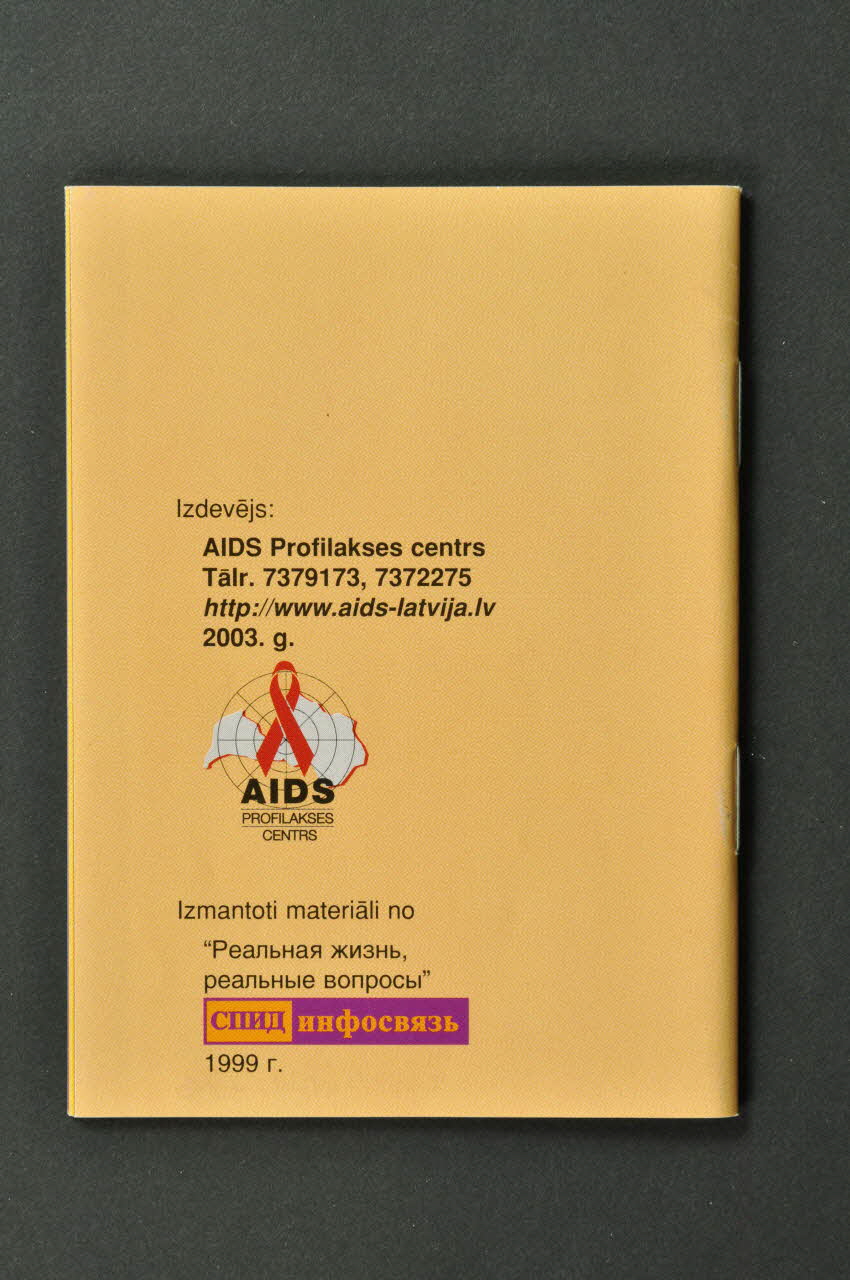 Izdevējs:
AIDS Profilakses centrs
Tālr. 7379173, 7372275
http://www.aids-latvija.lv
2003. g.
AIDS
PROFILAKSES
CENTRS
Izmantoti materiāli no
“Реальная жизнь,
реальные вопросы”
СПИД инфосвязь
1999 г.